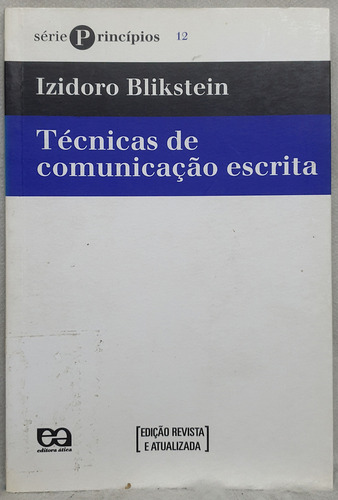 série Princípios 12
Izidoro Blikstein
Técnicas de
comunicação escrita
[EDIÇÃO REVISTA
E ATUALIZADA]
editora ática